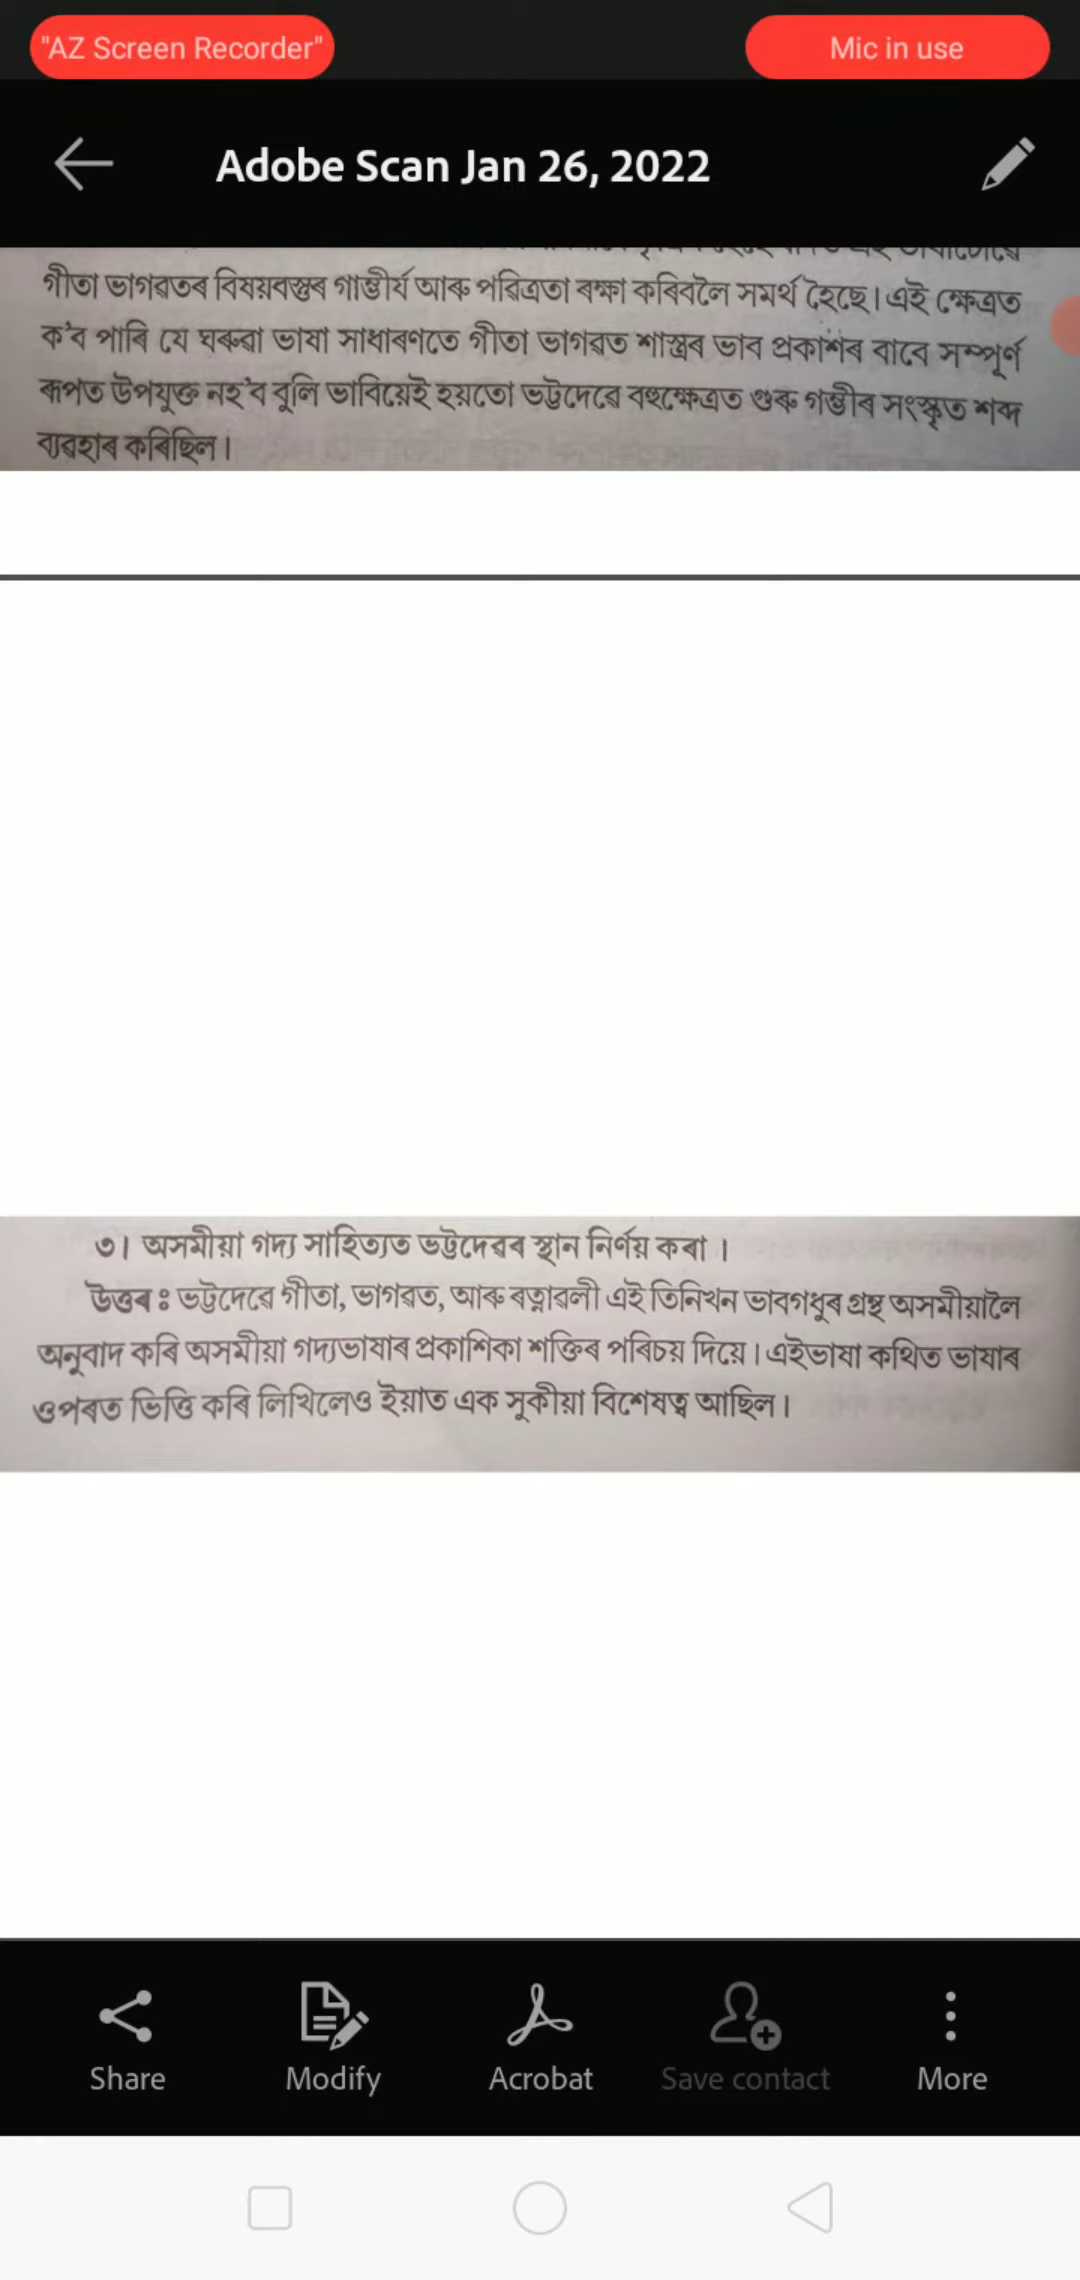 "AZ Screen Recorder"
Mic in use
Adobe Scan Jan 26, 2022
গীতা ভাগৱতৰ বিষয়বস্তুৰ গাম্ভীৰ্য আৰু পৱিত্ৰতা ৰক্ষা কৰিবলৈ সমৰ্থ হৈছে। এই ক্ষেত্ৰত
ক'ব পাৰি যে ঘৰুৱা ভাষা সাধাৰণতে গীতা ভাগৱত শাস্ত্ৰৰ ভাব প্ৰকাশৰ বাবে সম্পূৰ্ণ
ৰূপত উপযুক্ত নহ'ব বুলি ভাবিয়েই হয়তো ভট্টদেৱে বহুক্ষেত্ৰত গুৰু গম্ভীৰ সংস্কৃত শব্দ
ব্যৱহাৰ কৰিছিল।
৩। অসমীয়া গদ্য সাহিত্যত ভট্টদেৱৰ স্থান নিৰ্ণয় কৰা ।
উত্তৰ ঃ ভট্টদেৱে গীতা, ভাগৱত, আৰু ৰত্নাৱলী এই তিনিখন ভাবগধুৰ গ্ৰন্থ অসমীয়ালৈ
অনুবাদ কৰি অসমীয়া গদ্যভাষাৰ প্ৰকাশিকা শক্তিৰ পৰিচয় দিয়ে। এইভাষা কথিত ভাষাৰ
ওপৰত ভিত্তি কৰি লিখিলেও ইয়াত এক সুকীয়া বিশেষত্ব আছিল।
Share
Modify
Acrobat
Save contact
More